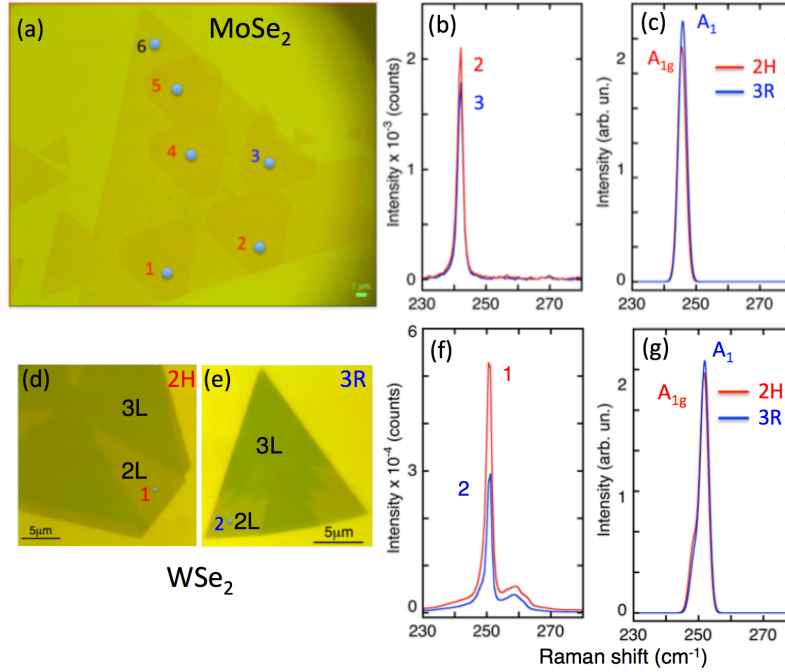 (a)
MoSe2
6
5
4
3
2
1
1 μm
(b)
Intensity x 10-3 (counts)
2
1
0
2
3
230
250
270
(c)
Intensity (arb. un.)
2
1
0
A1
A1g
2H
3R
230
250
270
(d)
2H
3L
2L
1
5μm
(e)
3R
3L
2
2L
5μm
WSe2
(f)
Intensity x 10-4 (counts)
6
3
0
1
2
230
250
270
(g)
Intensity (arb. un.)
2
1
0
A1
A1g
2H
3R
230
250
270
Raman shift (cm-1)